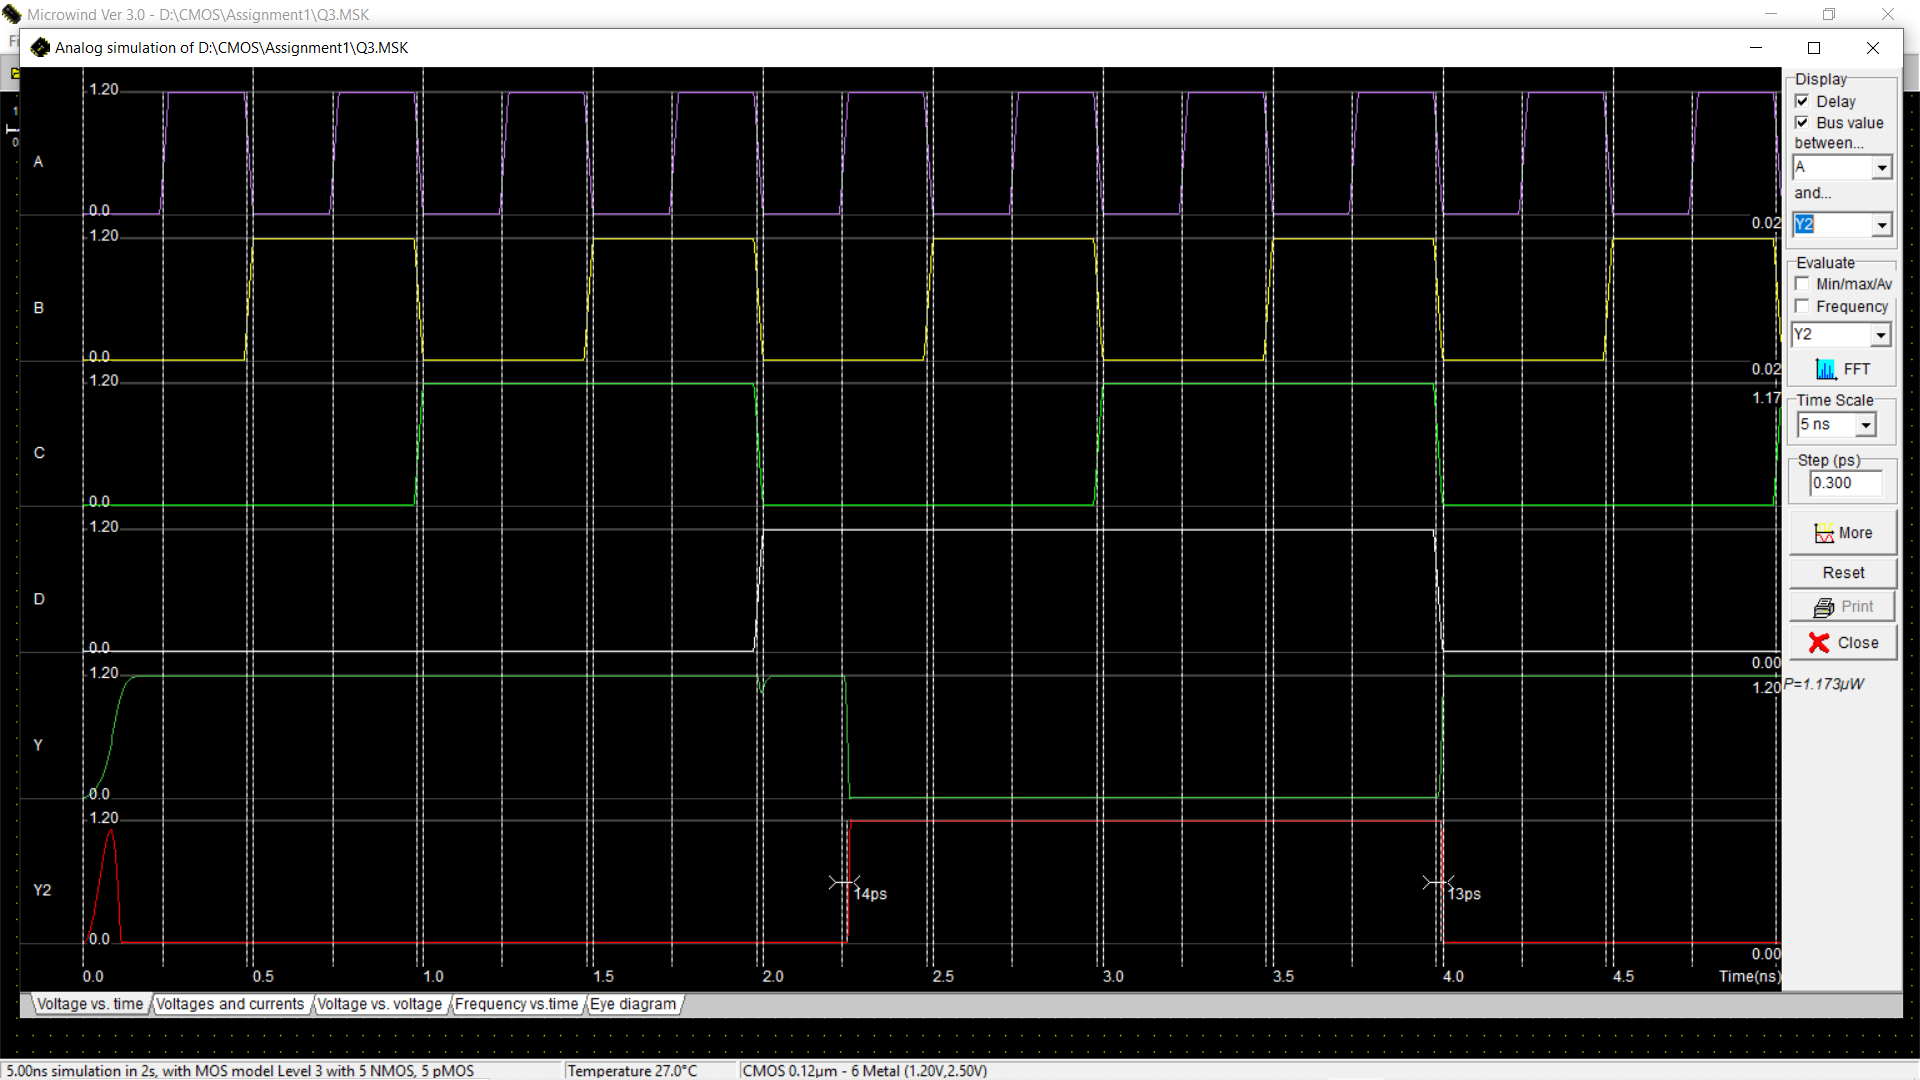 Microwind Ver 3.0 - D:\CMOS\Assignment1\Q3.MSK
Analog simulation of D:\CMOS\Assignment1\Q3.MSK
1.20
A
0.0
0.02
1.20
B
0.0
0.02
1.20
1.17
C
0.0
1.20
D
0.0
0.00
1.20
1.20
Y
0.0
1.20
Y2
14ps
13ps
0.0
0.00
0.0 0.5 1.0 1.5 2.0 2.5 3.0 3.5 4.0 4.5 Time(ns)
Voltage vs. time Voltages and currents Voltage vs. voltage Frequency vs.time Eye diagram
Display
Delay
Bus value
between...
A
and...
Y2
Evaluate
Min/max/Av
Frequency
Y2
FFT
Time Scale
5 ns
Step (ps)
0.300
More
Reset
Print
Close
P=1.173µW
5.00ns simulation in 2s, with MOS model Level 3 with 5 NMOS, 5 pMOS Temperature 27.0°C CMOS 0.12µm - 6 Metal (1.20V,2.50V)